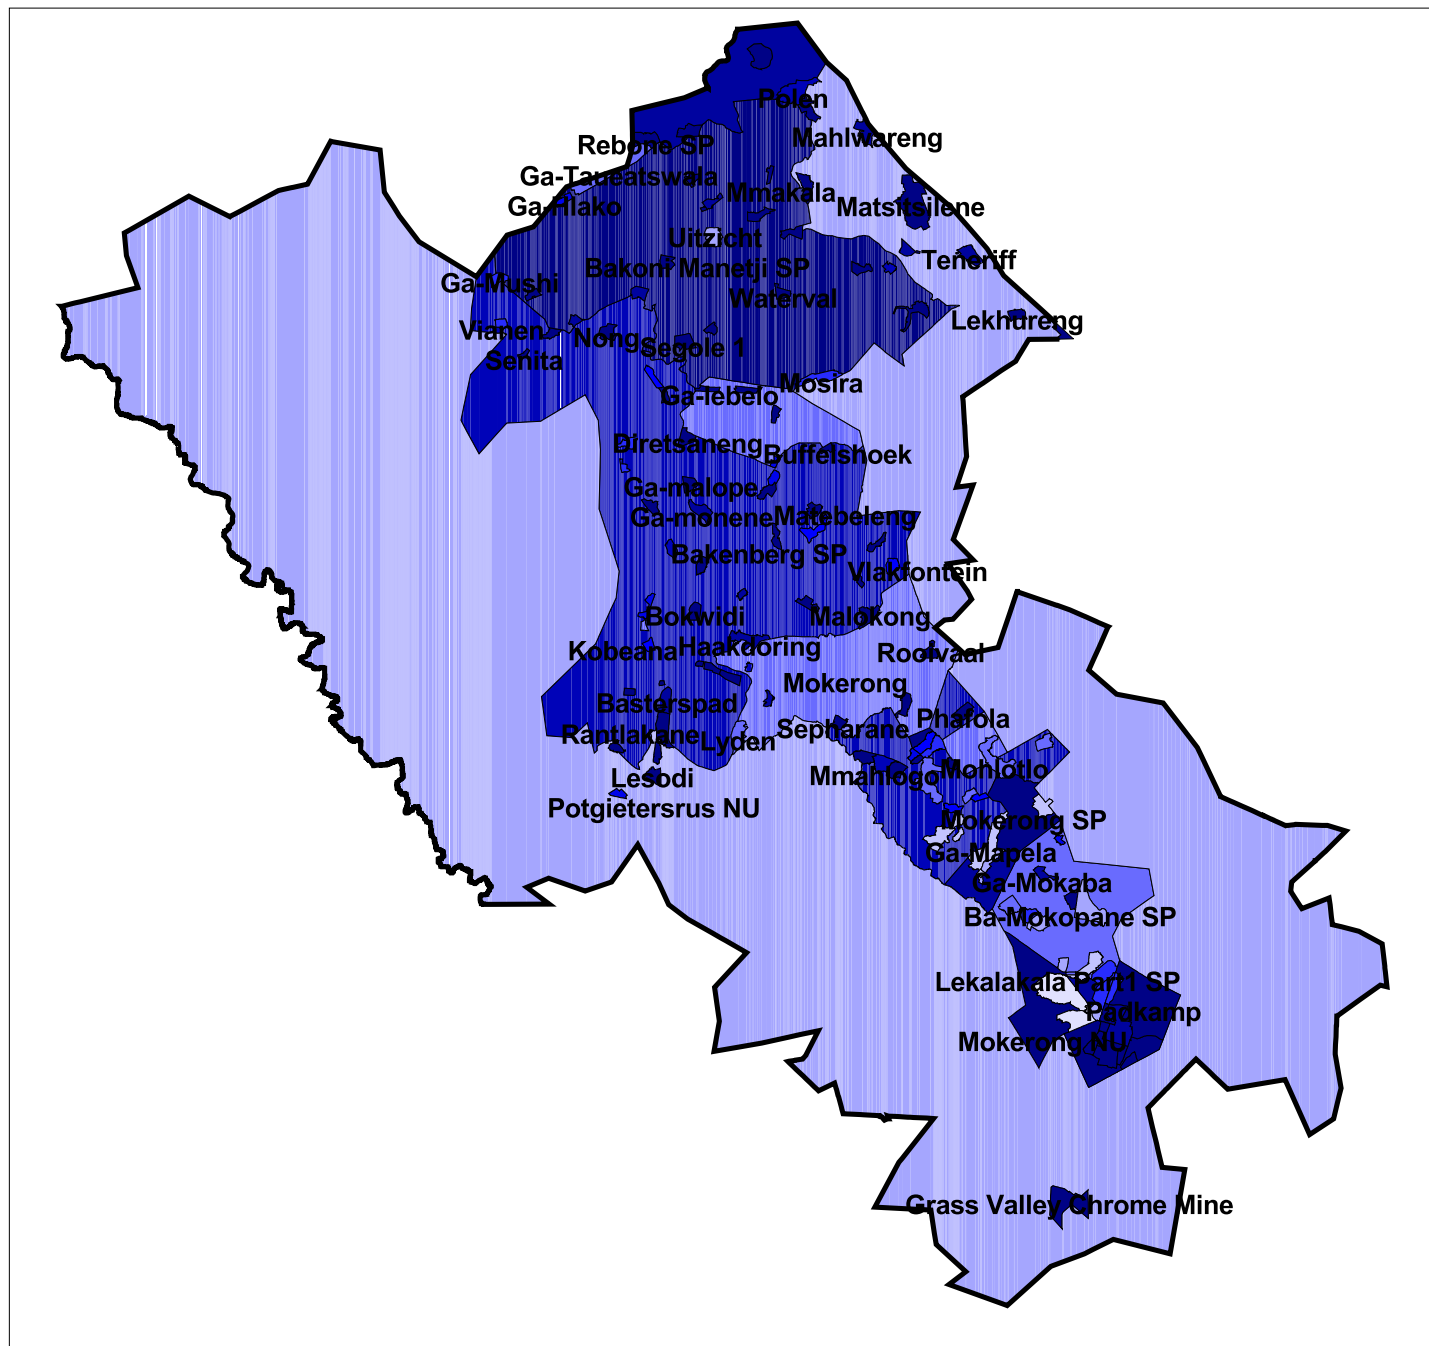 Polen
Mahlwareng
Rebone SP
Ga-Taueatswala
Mmakala
Ga-Hlako
Matsitsilene
Uitzicht
Teneriff
Bakoni Manetji SP
Ga-Mushi
Waterval
Lekhureng
Vianen
Nong
Segole 1
Senita
Mosira
Ga-lebelo
Diretsaneng
Buffelshoek
Ga-malope
Ga-monene
Matebeleng
Bakenberg SP
Vlakfontein
Bokwidi
Malokong
Haakdoring
Kobeana
Rooivaal
Mokerong
Basterspad
Phafola
Sepharane
Rantlakane
Lyden
Mohlotlo
Mmahlogo
Lesodi
Potgietersrus NU
Mokerong SP
Ga-Mapela
Ga-Mokaba
Ba-Mokopane SP
Lekalakala Part1 SP
Padkamp
Mokerong NU
Grass Valley Chrome Mine